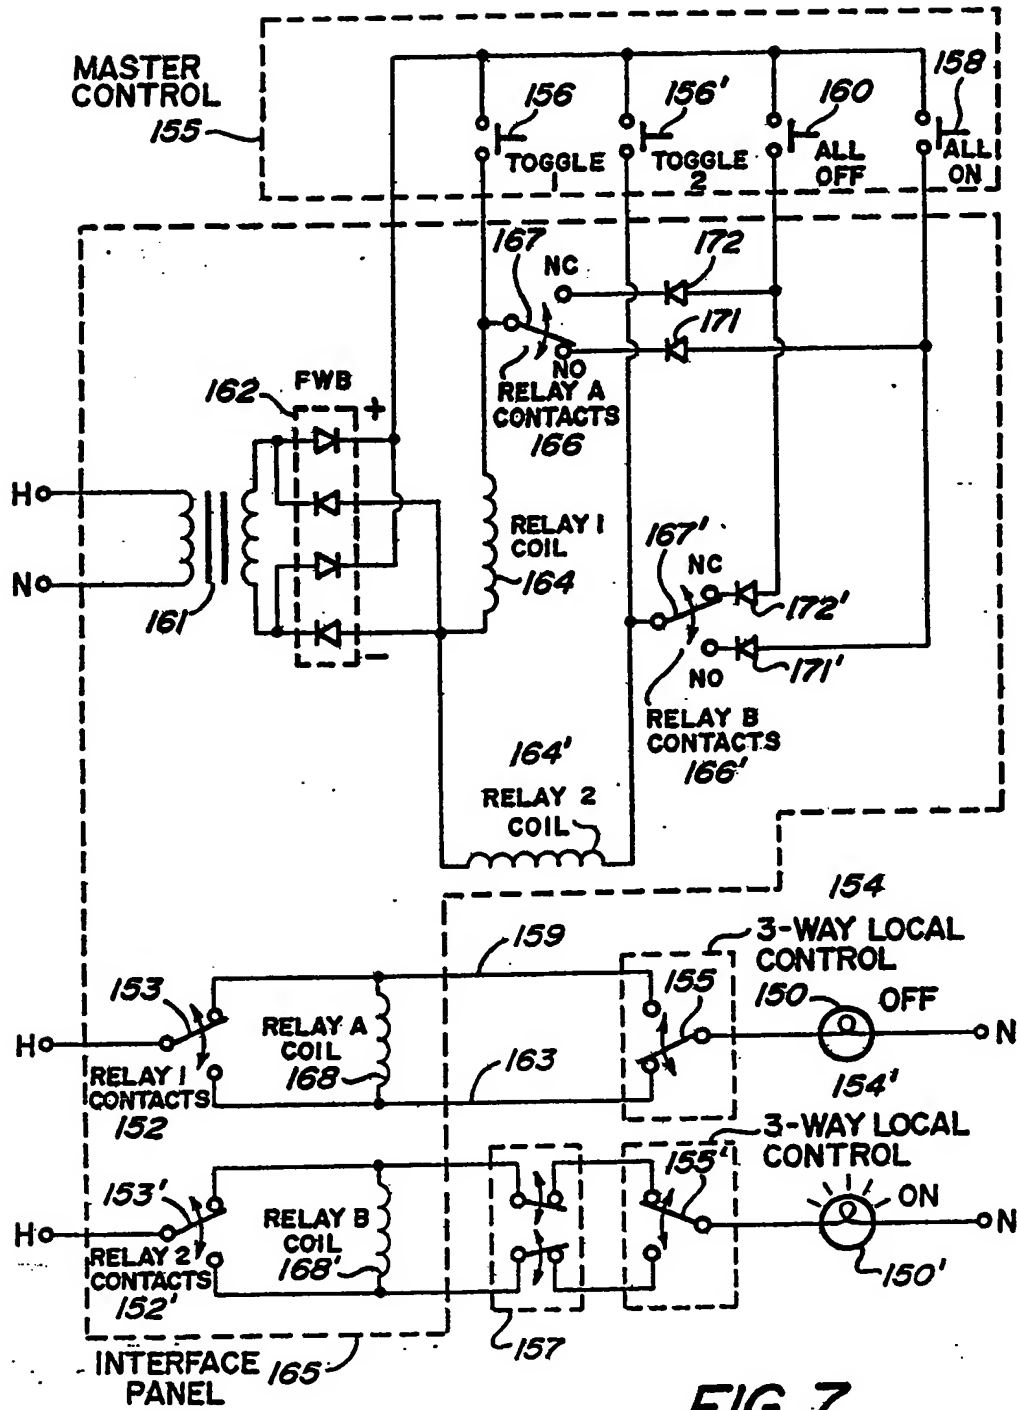 MASTER
CONTROL
155
156
TOGGLE
1
156'
TOGGLE
2
160
ALL
OFF
158
ALL
ON
167
NC
172
171
NO
RELAY A
CONTACTS
166
162
FWB
+
−
H
N
161
RELAY 1
COIL
164
167'
NC
172'
171'
NO
RELAY B
CONTACTS
166'
164'
RELAY 2
COIL
159
154
3-WAY LOCAL
CONTROL
153
H
RELAY A
COIL
168
155
150
OFF
N
163
RELAY 1
CONTACTS
152
154'
3-WAY LOCAL
CONTROL
153'
H
RELAY B
COIL
168'
155'
ON
N
RELAY 2
CONTACTS
152'
150'
157
INTERFACE
PANEL
165
FIG. 7